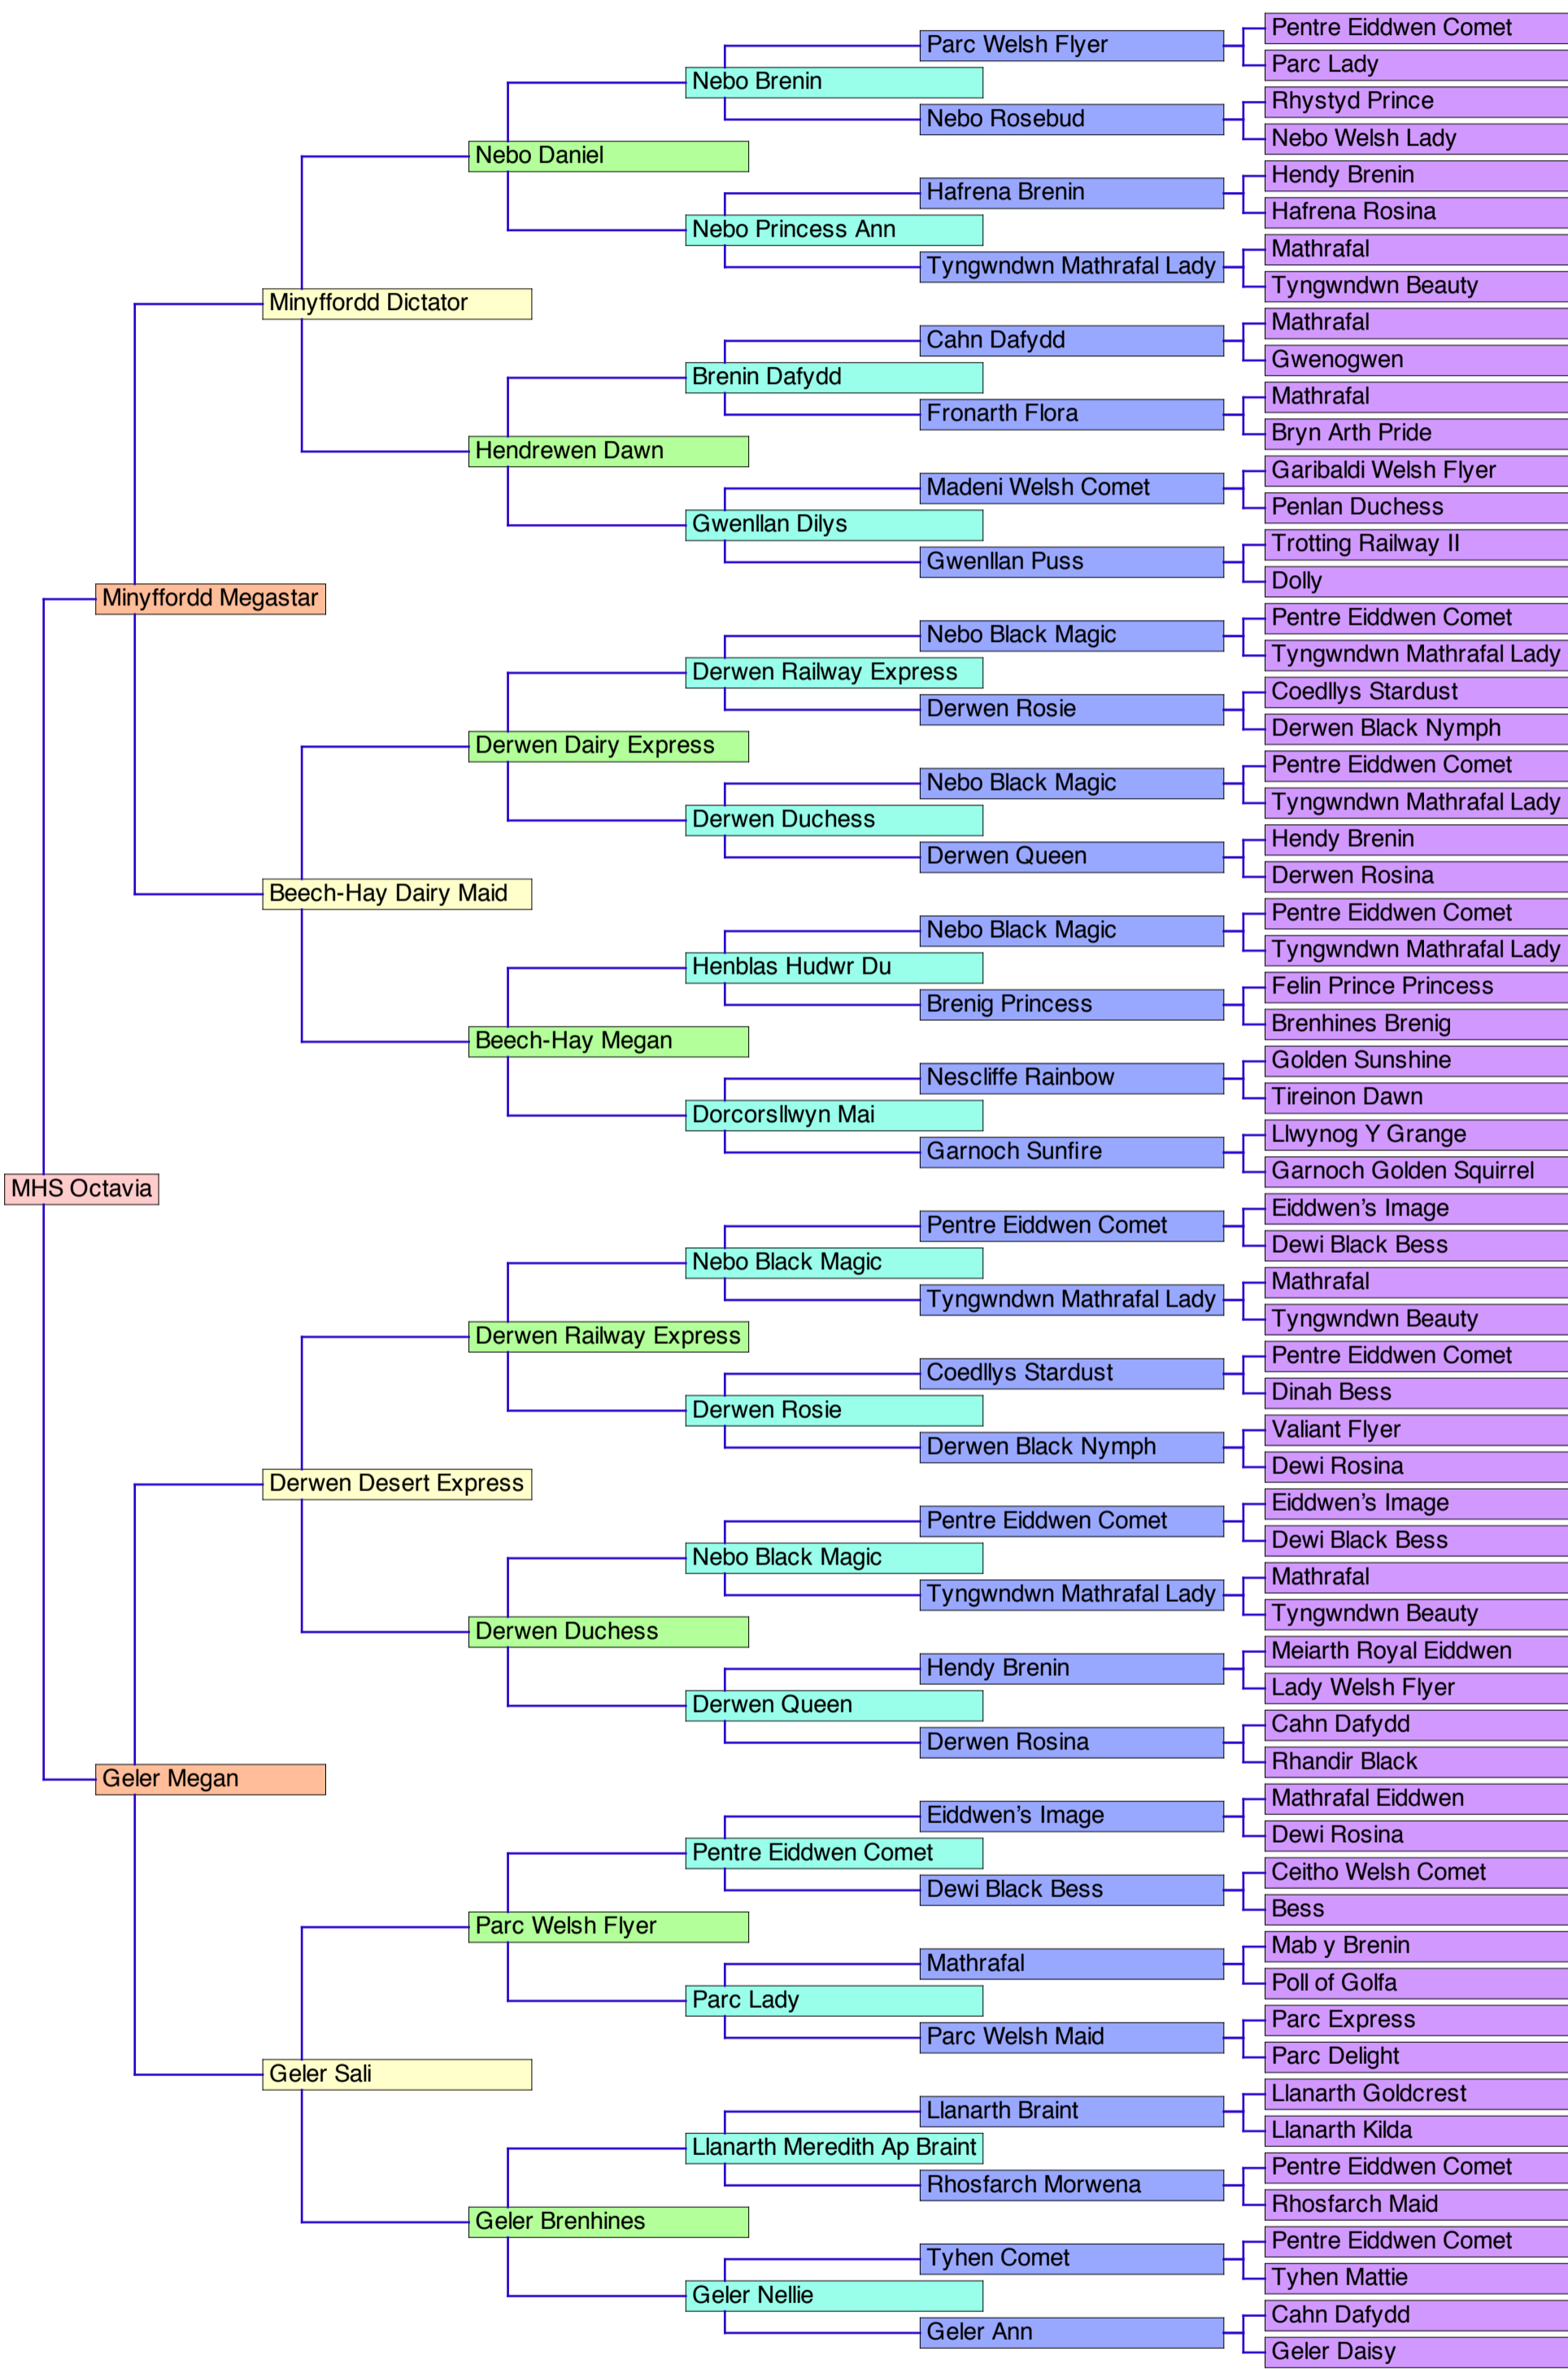 Pentre Eiddwen Comet
Parc Welsh Flyer
Parc Lady
Nebo Brenin
Rhystyd Prince
Nebo Rosebud
Nebo Welsh Lady
Nebo Daniel
Hendy Brenin
Hafrena Brenin
Hafrena Rosina
Nebo Princess Ann
Mathrafal
Tyngwndwn Mathrafal Lady
Tyngwndwn Beauty
Minyffordd Dictator
Mathrafal
Cahn Dafydd
Gwenogwen
Brenin Dafydd
Mathrafal
Fronarth Flora
Bryn Arth Pride
Hendrewen Dawn
Garibaldi Welsh Flyer
Madeni Welsh Comet
Penlan Duchess
Gwenllan Dilys
Trotting Railway II
Gwenllan Puss
Dolly
Minyffordd Megastar
Pentre Eiddwen Comet
Nebo Black Magic
Tyngwndwn Mathrafal Lady
Derwen Railway Express
Coedllys Stardust
Derwen Rosie
Derwen Black Nymph
Derwen Dairy Express
Pentre Eiddwen Comet
Nebo Black Magic
Tyngwndwn Mathrafal Lady
Derwen Duchess
Hendy Brenin
Derwen Queen
Derwen Rosina
Beech-Hay Dairy Maid
Pentre Eiddwen Comet
Nebo Black Magic
Tyngwndwn Mathrafal Lady
Henblas Hudwr Du
Felin Prince Princess
Brenig Princess
Brenhines Brenig
Beech-Hay Megan
Golden Sunshine
Nescliffe Rainbow
Tireinon Dawn
Dorcorsllwyn Mai
Llwynog Y Grange
Garnoch Sunfire
Garnoch Golden Squirrel
MHS Octavia
Eiddwen’s Image
Pentre Eiddwen Comet
Dewi Black Bess
Nebo Black Magic
Mathrafal
Tyngwndwn Mathrafal Lady
Tyngwndwn Beauty
Derwen Railway Express
Pentre Eiddwen Comet
Coedllys Stardust
Dinah Bess
Derwen Rosie
Valiant Flyer
Derwen Black Nymph
Dewi Rosina
Derwen Desert Express
Eiddwen’s Image
Pentre Eiddwen Comet
Dewi Black Bess
Nebo Black Magic
Mathrafal
Tyngwndwn Mathrafal Lady
Tyngwndwn Beauty
Derwen Duchess
Meiarth Royal Eiddwen
Hendy Brenin
Lady Welsh Flyer
Derwen Queen
Cahn Dafydd
Derwen Rosina
Rhandir Black
Geler Megan
Mathrafal Eiddwen
Eiddwen’s Image
Dewi Rosina
Pentre Eiddwen Comet
Ceitho Welsh Comet
Dewi Black Bess
Bess
Parc Welsh Flyer
Mab y Brenin
Mathrafal
Poll of Golfa
Parc Lady
Parc Express
Parc Welsh Maid
Parc Delight
Geler Sali
Llanarth Goldcrest
Llanarth Braint
Llanarth Kilda
Llanarth Meredith Ap Braint
Pentre Eiddwen Comet
Rhosfarch Morwena
Rhosfarch Maid
Geler Brenhines
Pentre Eiddwen Comet
Tyhen Comet
Tyhen Mattie
Geler Nellie
Cahn Dafydd
Geler Ann
Geler Daisy